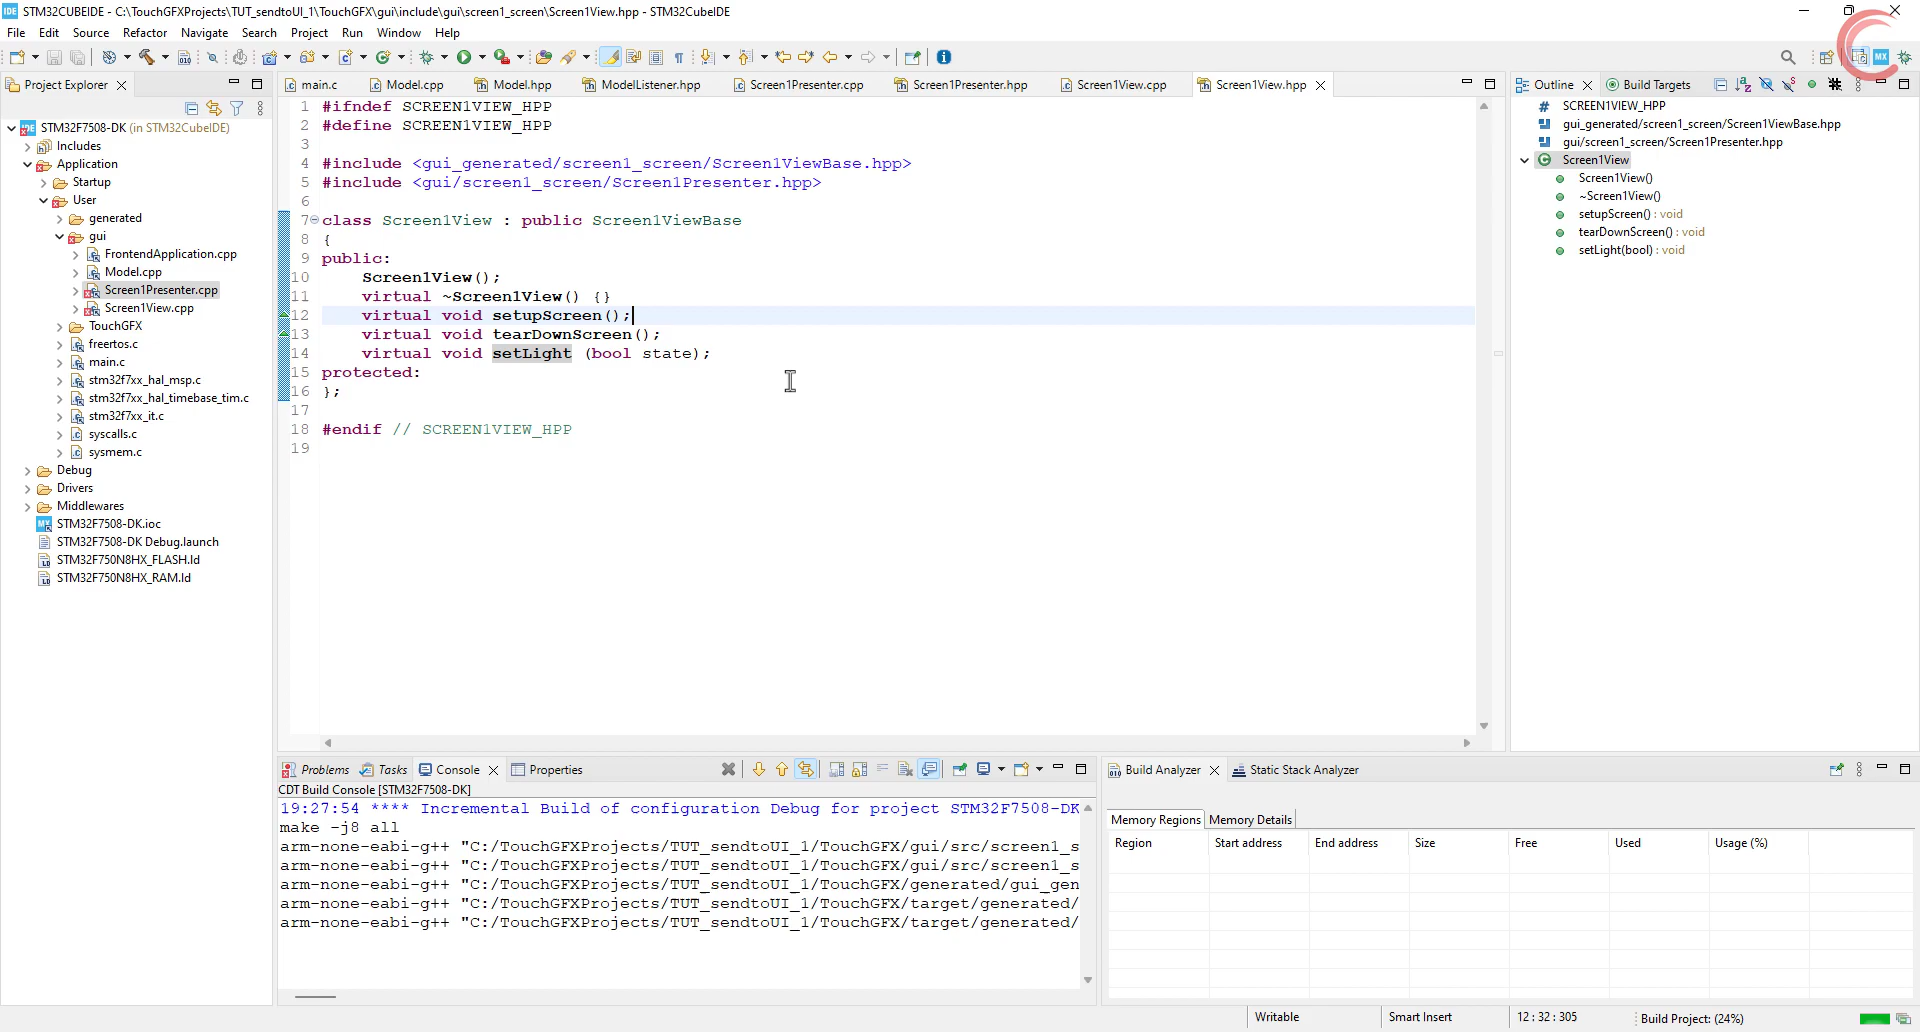 IDE STM32CUBEIDE - C:\TouchGFXProjects\TUT_sendtoUI_1\TouchGFX\gui\include\gui\screen1_screen\Screen1View.hpp - STM32CubeIDE
File Edit Source Refactor Navigate Search Project Run Window Help
MX
Project Explorer
main.c Model.cpp Model.hpp ModelListener.hpp Screen1Presenter.cpp Screen1Presenter.hpp Screen1View.cpp Screen1View.hpp
Outline Build Targets
IDE STM32F7508-DK (in STM32CubeIDE)
Includes
Application
Startup
User
generated
gui
FrontendApplication.cpp
Model.cpp
Screen1Presenter.cpp
Screen1View.cpp
TouchGFX
freertos.c
main.c
stm32f7xx_hal_msp.c
stm32f7xx_hal_timebase_tim.c
stm32f7xx_it.c
syscalls.c
sysmem.c
Debug
Drivers
Middlewares
MX STM32F7508-DK.ioc
STM32F7508-DK Debug.launch
STM32F750N8HX_FLASH.ld
STM32F750N8HX_RAM.ld
1 #ifndef SCREEN1VIEW_HPP
2 #define SCREEN1VIEW_HPP
3
4 #include <gui_generated/screen1_screen/Screen1ViewBase.hpp>
5 #include <gui/screen1_screen/Screen1Presenter.hpp>
6
7 class Screen1View : public Screen1ViewBase
8 {
9 public:
10 Screen1View();
11 virtual ~Screen1View() {}
12 virtual void setupScreen();
13 virtual void tearDownScreen();
14 virtual void setLight (bool state);
15 protected:
16 };
17
18 #endif // SCREEN1VIEW_HPP
19
# SCREEN1VIEW_HPP
gui_generated/screen1_screen/Screen1ViewBase.hpp
gui/screen1_screen/Screen1Presenter.hpp
Screen1View
Screen1View()
~Screen1View()
setupScreen() : void
tearDownScreen() : void
setLight(bool) : void
Problems Tasks Console Properties
CDT Build Console [STM32F7508-DK]
19:27:54 **** Incremental Build of configuration Debug for project STM32F7508-DK
make -j8 all
arm-none-eabi-g++ "C:/TouchGFXProjects/TUT_sendtoUI_1/TouchGFX/gui/src/screen1_s
arm-none-eabi-g++ "C:/TouchGFXProjects/TUT_sendtoUI_1/TouchGFX/gui/src/screen1_s
arm-none-eabi-g++ "C:/TouchGFXProjects/TUT_sendtoUI_1/TouchGFX/generated/gui_gen
arm-none-eabi-g++ "C:/TouchGFXProjects/TUT_sendtoUI_1/TouchGFX/target/generated/
arm-none-eabi-g++ "C:/TouchGFXProjects/TUT_sendtoUI_1/TouchGFX/target/generated/
Build Analyzer Static Stack Analyzer
Memory Regions Memory Details
Region Start address End address Size Free Used Usage (%)
Writable Smart Insert 12 : 32 : 305 Build Project: (24%)